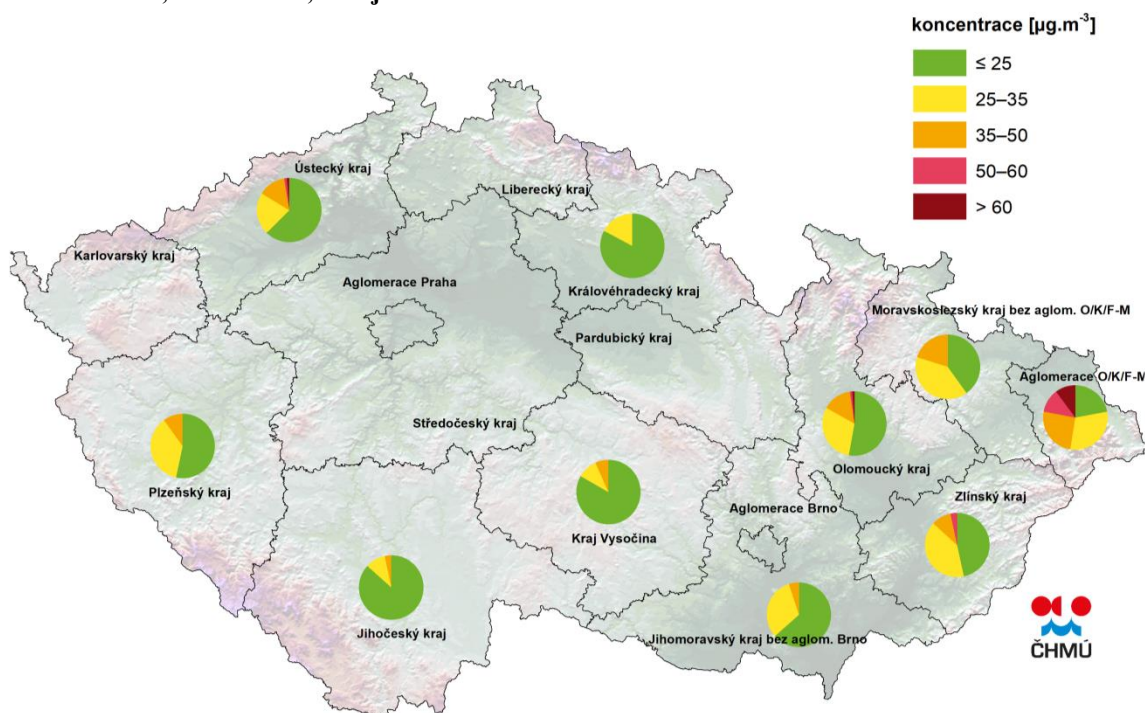 koncentrace [µg.m⁻³]
≤ 25
25–35
35–50
50–60
> 60
Ústecký kraj
Liberecký kraj
Karlovarský kraj
Aglomerace Praha
Královéhradecký kraj
Moravskoslezský kraj bez aglom. O/K/F-M
Pardubický kraj
Aglomerace O/K/F-M
Středočeský kraj
Olomoucký kraj
Plzeňský kraj
Zlínský kraj
Aglomerace Brno
Kraj Vysočina
Jihočeský kraj
Jihomoravský kraj bez aglom. Brno
ČHMÚ